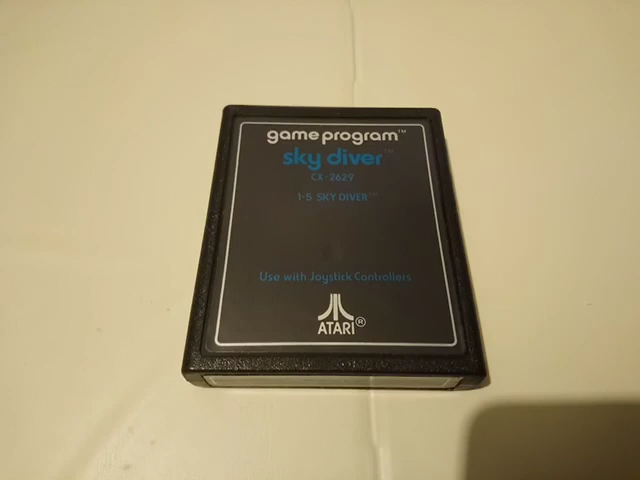 game program™
sky diver™
CX-2629
1-5 SKY DIVER™
Use with Joystick Controllers
ATARI®